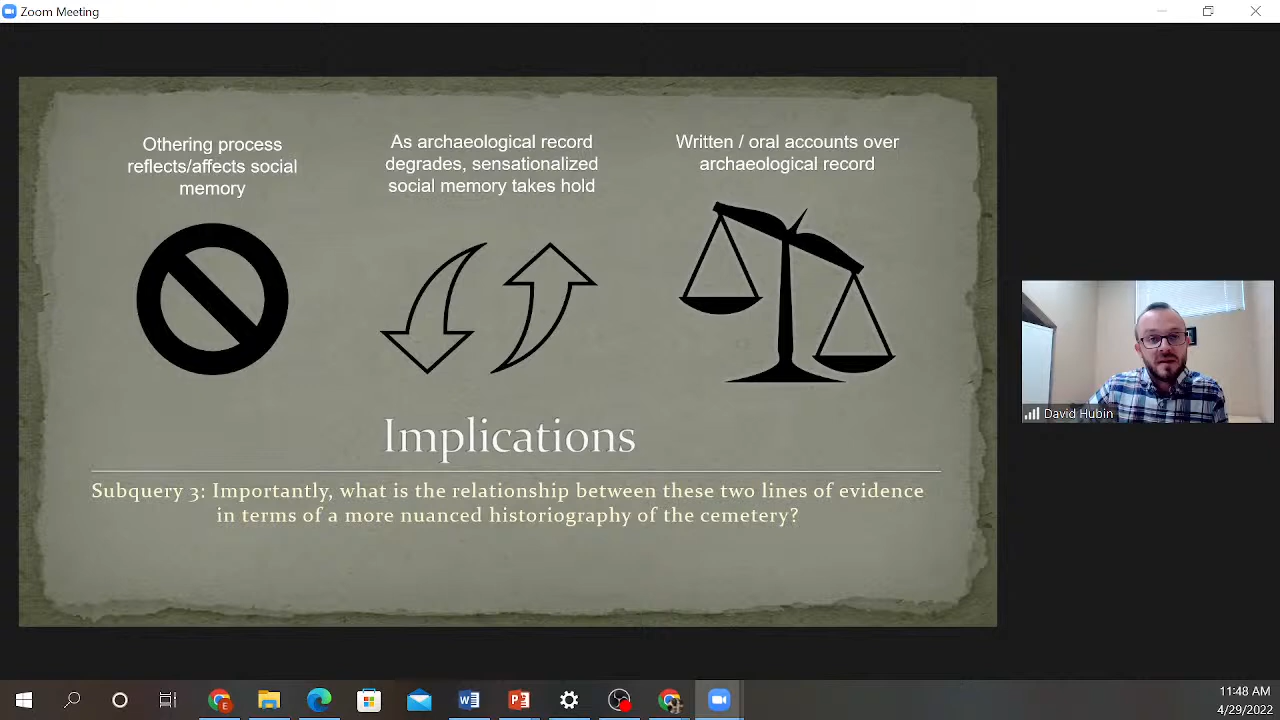 Zoom Meeting
Othering process
reflects/affects social
memory
As archaeological record
degrades, sensationalized
social memory takes hold
Written / oral accounts over
archaeological record
Implications
Subquery 3: Importantly, what is the relationship between these two lines of evidence
in terms of a more nuanced historiography of the cemetery?
David Hubin
11:48 AM
4/29/2022